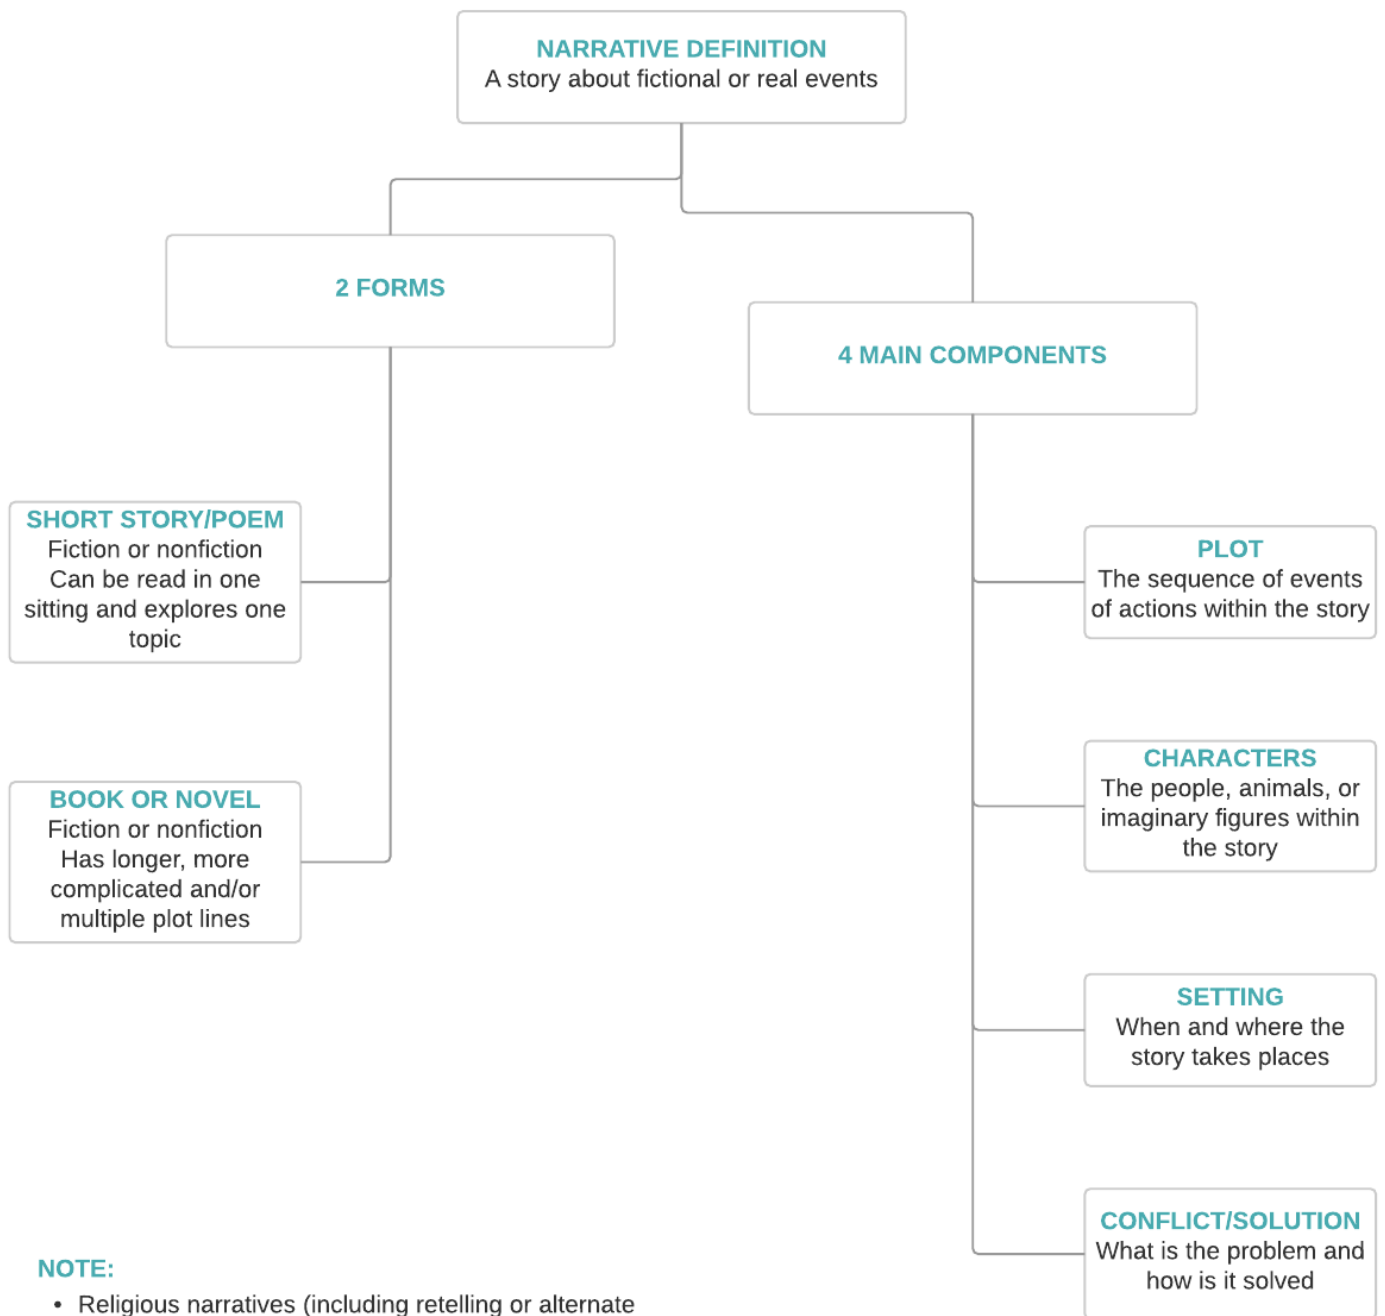 NARRATIVE DEFINITION
A story about fictional or real events
2 FORMS
4 MAIN COMPONENTS
SHORT STORY/POEM
Fiction or nonfiction
Can be read in one
sitting and explores one
topic
BOOK OR NOVEL
Fiction or nonfiction
Has longer, more
complicated and/or
multiple plot lines
PLOT
The sequence of events
of actions within the story
CHARACTERS
The people, animals, or
imaginary figures within
the story
SETTING
When and where the
story takes places
CONFLICT/SOLUTION
What is the problem and
how is it solved
NOTE:
• Religious narratives (including retelling or alternate